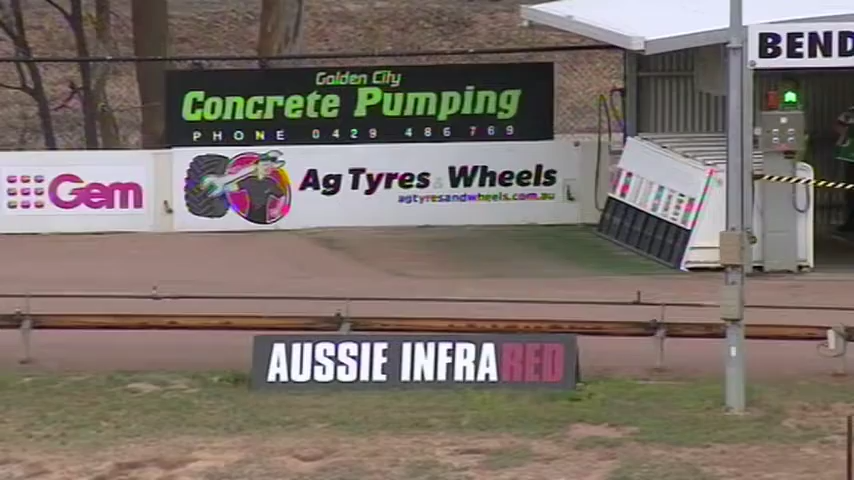 Golden City
Concrete Pumping
PHONE 0429 486 769
BEND
Gem
Ag Tyres & Wheels
agtyresandwheels.com.au
AUSSIE INFRARED